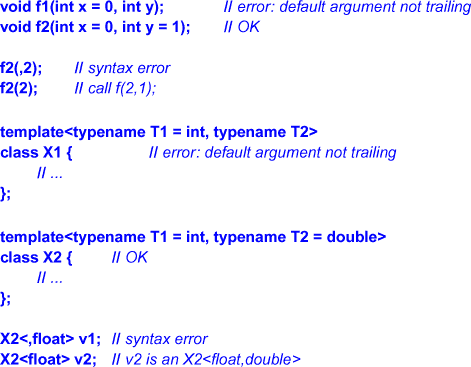 void f1(int x = 0, int y); // error: default argument not trailing
void f2(int x = 0, int y = 1); // OK
f2(,2); // syntax error
f2(2); // call f(2,1);
template<typename T1 = int, typename T2>
class X1 { // error: default argument not trailing
// ...
};
template<typename T1 = int, typename T2 = double>
class X2 { // OK
// ...
};
X2<,float> v1; // syntax error
X2<float> v2; // v2 is an X2<float,double>